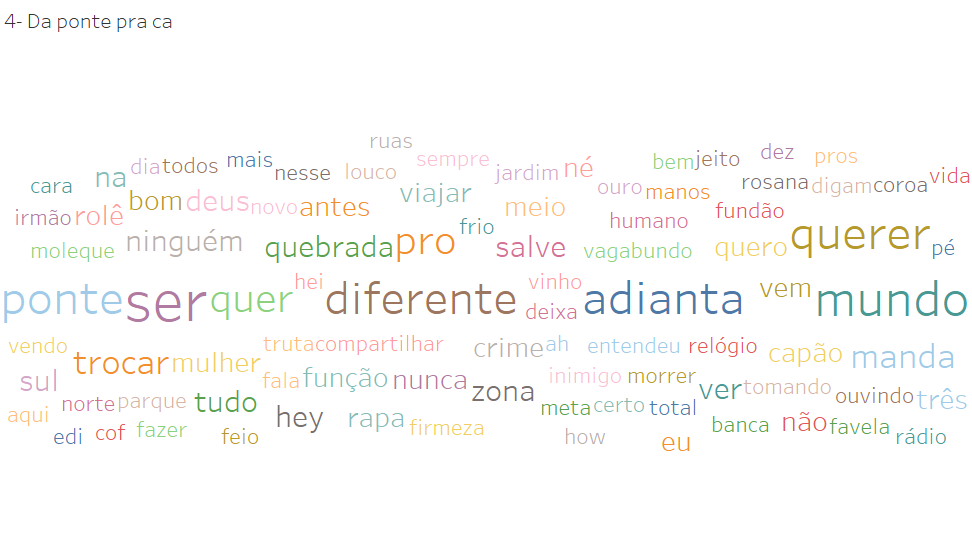 4- Da ponte pra ca
ruas
dia todos mais nesse louco sempre jardim né bem jeito dez pros
cara na viajar ouro manos rosana digam coroa vida
irmão rolê bom deus novo antes frio meio humano fundão
moleque ninguém quebrada pro salve vagabundo quero querer pé
ponte ser quer hei diferente vinho deixa adianta vem mundo
vendo trocar mulher truta compartilhar crime ah entendeu relógio capão manda
sul fala função nunca zona inimigo morrer ver tomando ouvindo três
aqui norte parque tudo hey rapa firmeza meta certo total banca não favela rádio
edi cof fazer feio how eu